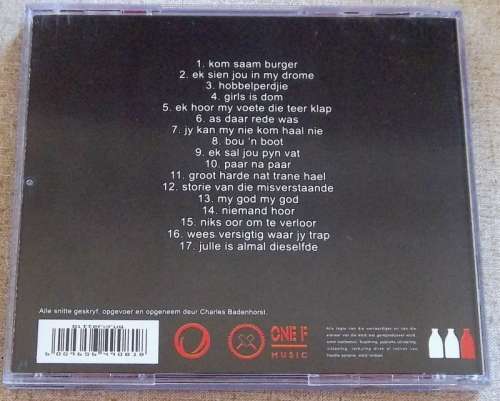 1. kom saam burger
2. ek sien jou in my drome
3. hobbelperdjie
4. girls is dom
5. ek hoor my voete die teer klap
6. as daar rede was
7. jy kan my nie kom haal nie
8. bou 'n boot
9. ek sal jou pyn vat
10. paar na paar
11. groot harde nat trane hael
12. storie van die misverstaande
13. my god my god
14. niemand hoor
15. niks oor om te verloor
16. wees versigtig waar jy trap
17. julle is almal dieselfde
Alle snitte geskryf, opgevoer en opgeneem deur Charles Badenhorst.
bittervrug
ONE F
MUSIC